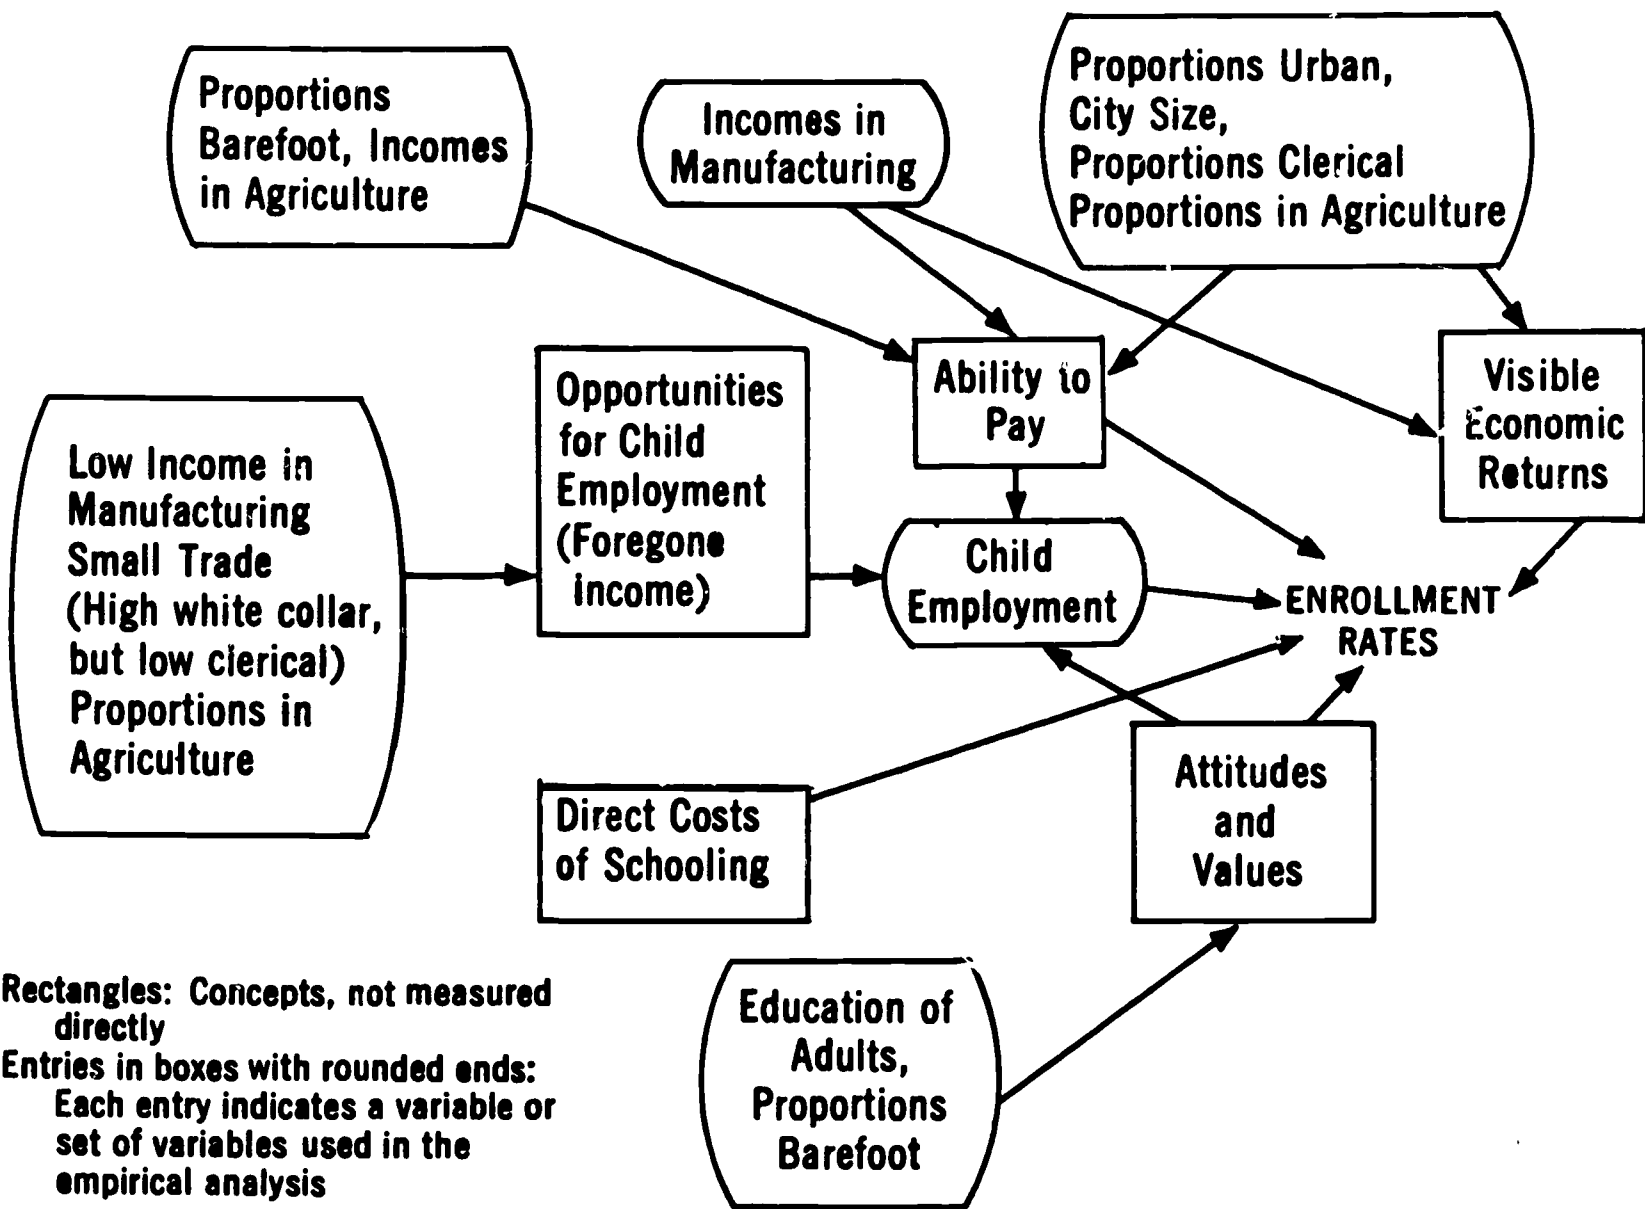 Proportions
Barefoot, Incomes
in Agriculture
Incomes in
Manufacturing
Proportions Urban,
City Size,
Proportions Clerical
Proportions in Agriculture
Low Income in
Manufacturing
Small Trade
(High white collar,
but low clerical)
Proportions in
Agriculture
Opportunities
for Child
Employment
(Foregone
income)
Ability to
Pay
Visible
Economic
Returns
Child
Employment
ENROLLMENT
RATES
Direct Costs
of Schooling
Attitudes
and
Values
Education of
Adults,
Proportions
Barefoot
Rectangles: Concepts, not measured
directly
Entries in boxes with rounded ends:
Each entry indicates a variable or
set of variables used in the
empirical analysis